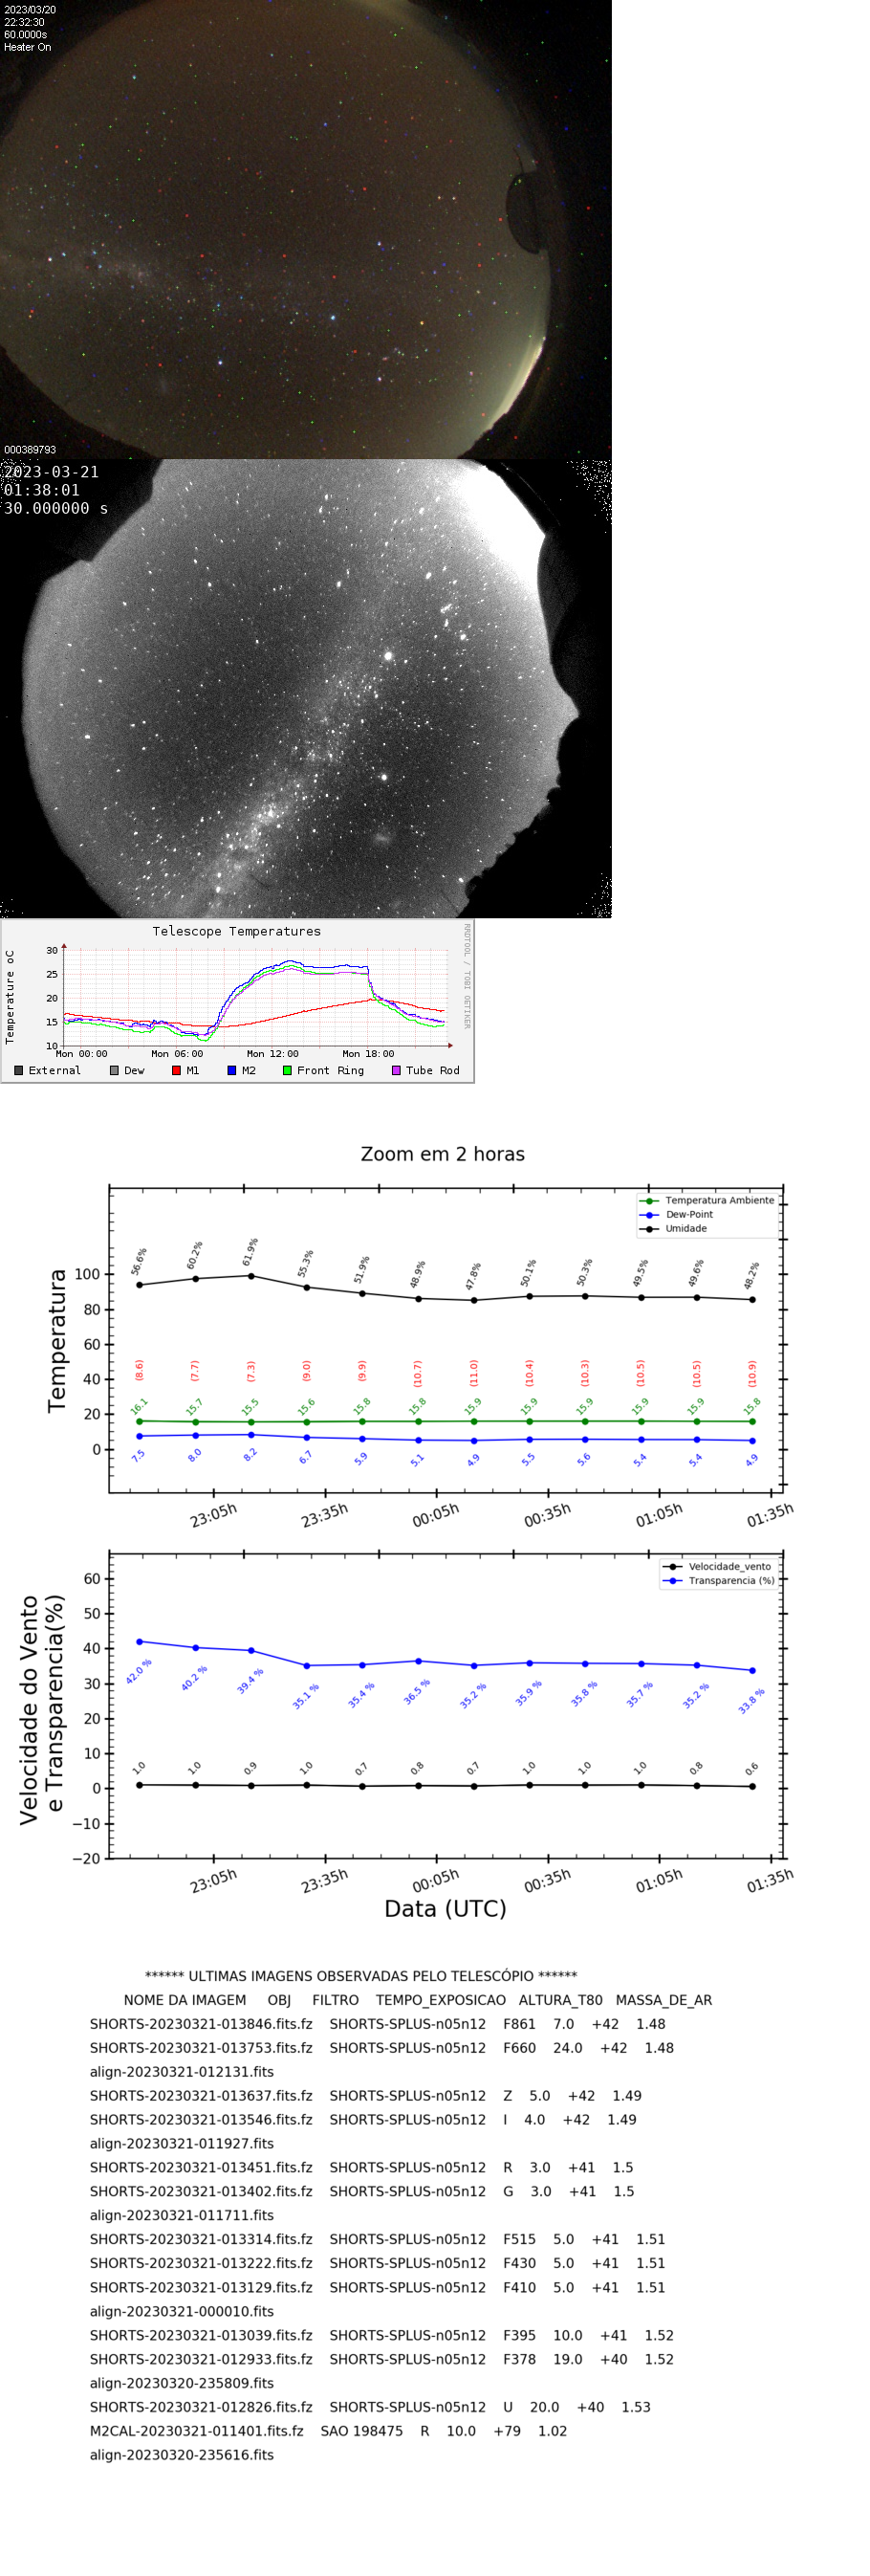 2023/03/20
22:32:30
60.0000s
Heater On
000389793
2023-03-21
01:38:01
30.000000 s
Telescope Temperatures
RRDTOOL / TOBI OETIKER
Temperature oC
30
25
20
15
10
Mon 00:00 Mon 06:00 Mon 12:00 Mon 18:00
External Dew M1 M2 Front Ring Tube Rod
Zoom em 2 horas
Temperatura
Temperatura Ambiente
Dew-Point
Umidade
100
80
60
40
20
0
56.6% 60.2% 61.9% 55.3% 51.9% 48.9% 47.8% 50.1% 50.3% 49.5% 49.6% 48.2%
(8.6) (7.7) (7.3) (9.0) (9.9) (10.7) (11.0) (10.4) (10.3) (10.5) (10.5) (10.9)
16.1 15.7 15.5 15.6 15.8 15.8 15.9 15.9 15.9 15.9 15.9 15.8
7.5 8.0 8.2 6.7 5.9 5.1 4.9 5.5 5.6 5.4 5.4 4.9
23:05h 23:35h 00:05h 00:35h 01:05h 01:35h
Velocidade do Vento
e Transparencia(%)
Velocidade_vento
Transparencia (%)
60
50
40
30
20
10
0
−10
−20
42.0 % 40.2 % 39.4 % 35.1 % 35.4 % 36.5 % 35.2 % 35.9 % 35.8 % 35.7 % 35.2 % 33.8 %
1.0 1.0 0.9 1.0 0.7 0.8 0.7 1.0 1.0 1.0 0.8 0.6
23:05h 23:35h 00:05h 00:35h 01:05h 01:35h
Data (UTC)
****** ULTIMAS IMAGENS OBSERVADAS PELO TELESCÓPIO ******
NOME DA IMAGEM OBJ FILTRO TEMPO_EXPOSICAO ALTURA_T80 MASSA_DE_AR
SHORTS-20230321-013846.fits.fz SHORTS-SPLUS-n05n12 F861 7.0 +42 1.48
SHORTS-20230321-013753.fits.fz SHORTS-SPLUS-n05n12 F660 24.0 +42 1.48
align-20230321-012131.fits
SHORTS-20230321-013637.fits.fz SHORTS-SPLUS-n05n12 Z 5.0 +42 1.49
SHORTS-20230321-013546.fits.fz SHORTS-SPLUS-n05n12 I 4.0 +42 1.49
align-20230321-011927.fits
SHORTS-20230321-013451.fits.fz SHORTS-SPLUS-n05n12 R 3.0 +41 1.5
SHORTS-20230321-013402.fits.fz SHORTS-SPLUS-n05n12 G 3.0 +41 1.5
align-20230321-011711.fits
SHORTS-20230321-013314.fits.fz SHORTS-SPLUS-n05n12 F515 5.0 +41 1.51
SHORTS-20230321-013222.fits.fz SHORTS-SPLUS-n05n12 F430 5.0 +41 1.51
SHORTS-20230321-013129.fits.fz SHORTS-SPLUS-n05n12 F410 5.0 +41 1.51
align-20230321-000010.fits
SHORTS-20230321-013039.fits.fz SHORTS-SPLUS-n05n12 F395 10.0 +41 1.52
SHORTS-20230321-012933.fits.fz SHORTS-SPLUS-n05n12 F378 19.0 +40 1.52
align-20230320-235809.fits
SHORTS-20230321-012826.fits.fz SHORTS-SPLUS-n05n12 U 20.0 +40 1.53
M2CAL-20230321-011401.fits.fz SAO 198475 R 10.0 +79 1.02
align-20230320-235616.fits